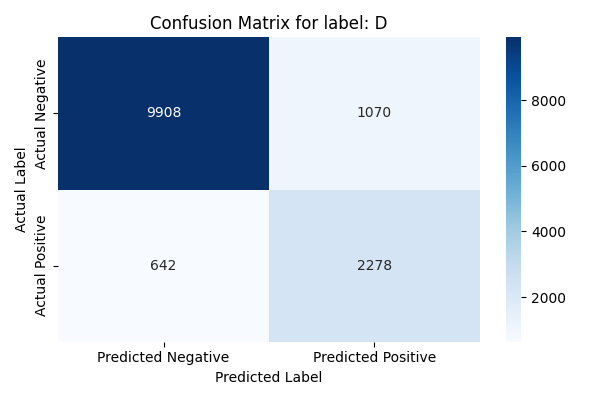 Confusion Matrix for label: D
Actual Label
Actual Negative
Actual Positive
9908
1070
642
2278
Predicted Negative
Predicted Positive
Predicted Label
8000
6000
4000
2000